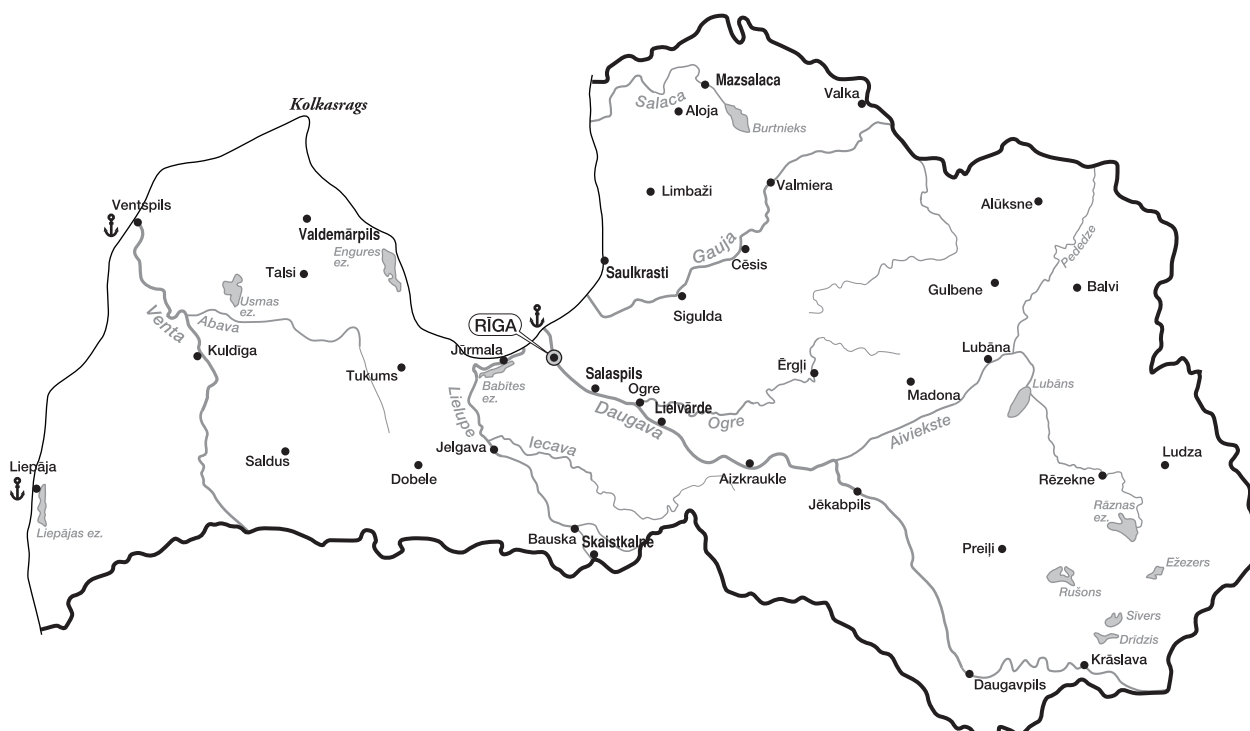 Mazsalaca
Valka
Salaca
Kolkasrags
Aloja
Burtnieks
Valmiera
Limbaži
Alūksne
Ventspils
Valdemārpils
Engures
ez.
Gauja
Pededze
Cēsis
Saulkrasti
Talsi
Usmas
ez.
Gulbene
Balvi
Sigulda
Venta
Abava
RĪGA
Kuldīga
Jūrmala
Lubāna
Tukums
Babītes
ez.
Salaspils
Ērgļi
Ogre
Madona
Lubāns
Lielvārde
Lielupe
Daugava
Ogre
Aiviekste
Iecava
Jelgava
Saldus
Dobele
Liepāja
Aizkraukle
Ludza
Rēzekne
Jēkabpils
Rāznas
ez.
Liepājas ez.
Bauska
Skaistkalne
Preiļi
Ežezers
Rušons
Sīvers
Drīdzis
Krāslava
Daugavpils